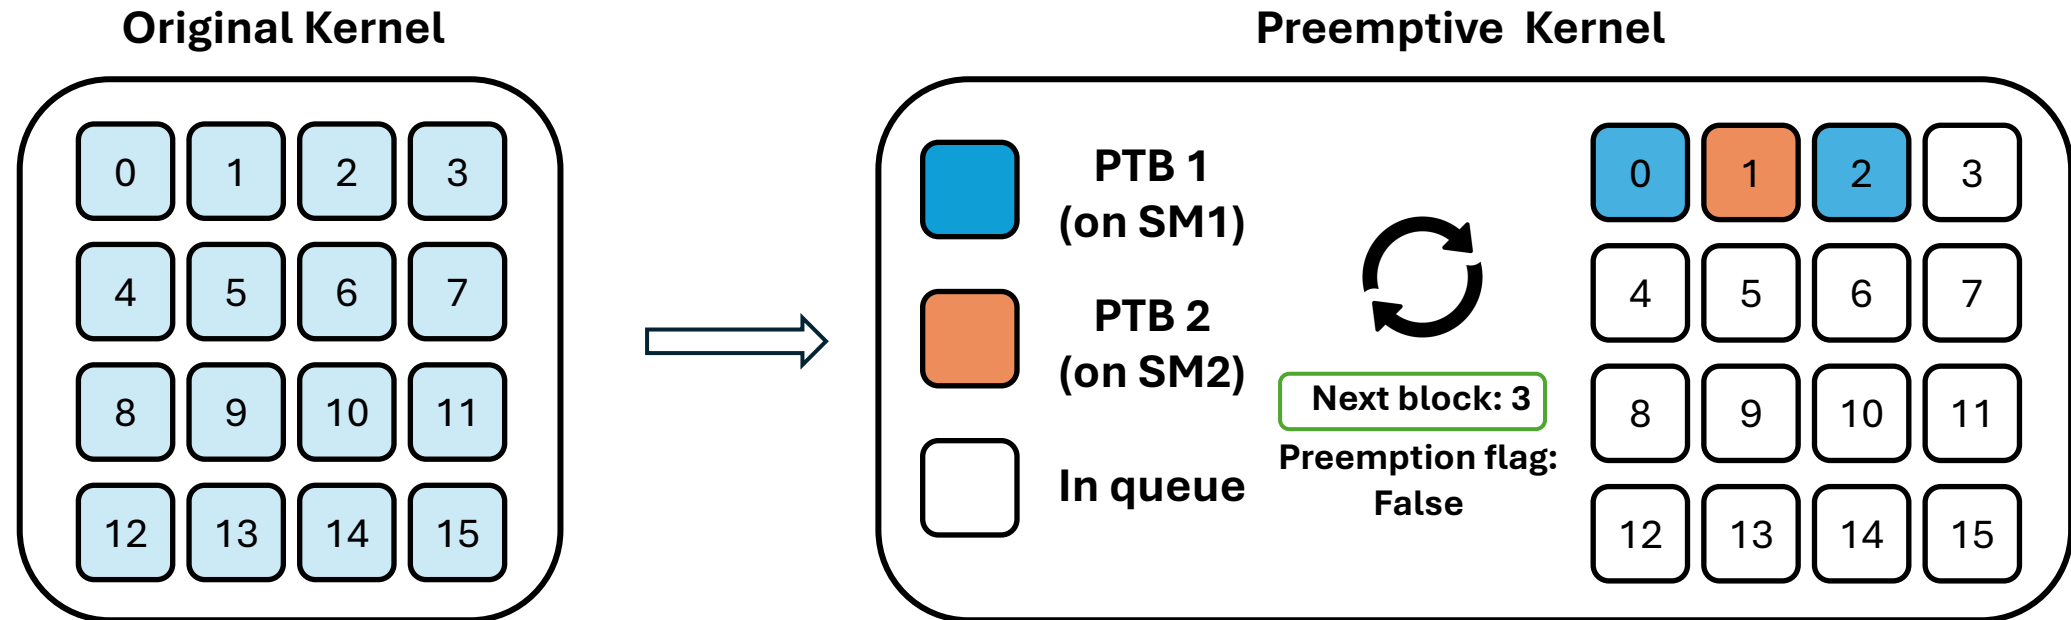 Original Kernel
0 1 2 3
4 5 6 7
8 9 10 11
12 13 14 15
Preemptive Kernel
PTB 1
(on SM1)
PTB 2
(on SM2)
In queue
Next block: 3
Preemption flag:
False
0 1 2 3
4 5 6 7
8 9 10 11
12 13 14 15